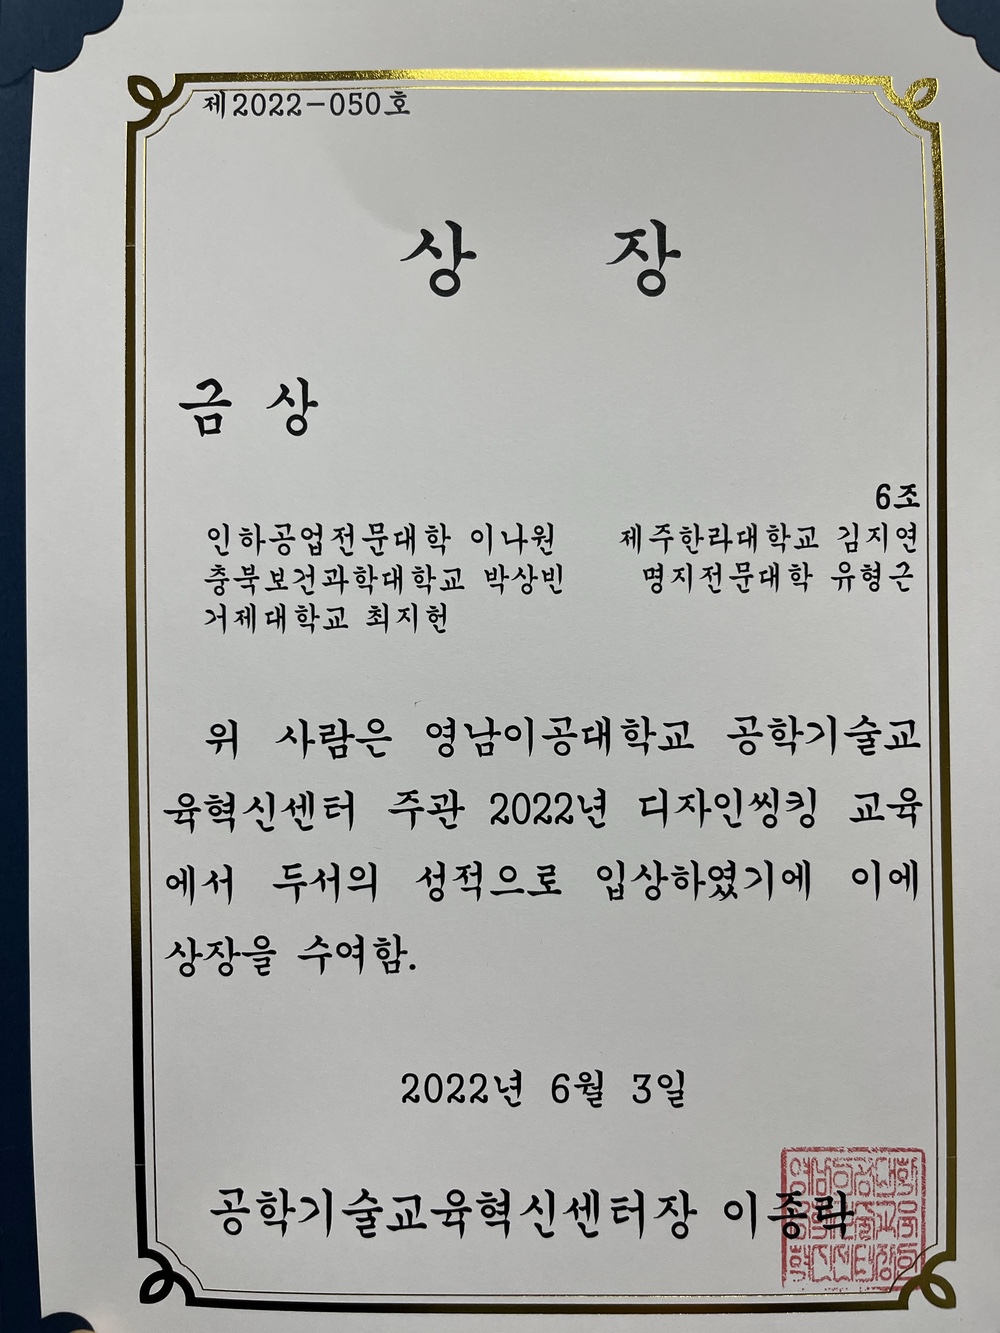 제2022-050호
상 장
금 상
6조
인하공업전문대학 이나원 제주한라대학교 김지연
충북보건과학대학교 박상빈 명지전문대학 유형근
거제대학교 최지헌
위 사람은 영남이공대학교 공학기술교
육혁신센터 주관 2022년 디자인씽킹 교육
에서 두서의 성적으로 입상하였기에 이에
상장을 수여함.
2022년 6월 3일
공학기술교육혁신센터장 이종락